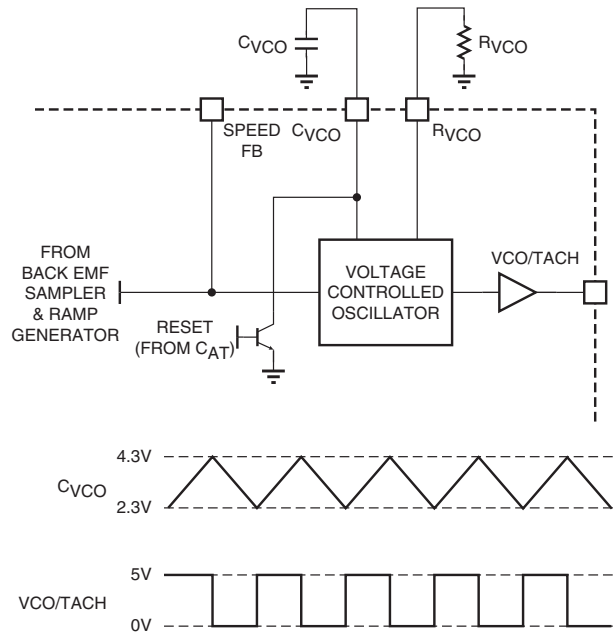 CVCO
RVCO
SPEED
FB
CVCO
RVCO
FROM
BACK EMF
SAMPLER
& RAMP
GENERATOR
VOLTAGE
CONTROLLED
OSCILLATOR
VCO/TACH
RESET
(FROM CAT)
4.3V
CVCO
2.3V
5V
VCO/TACH
0V